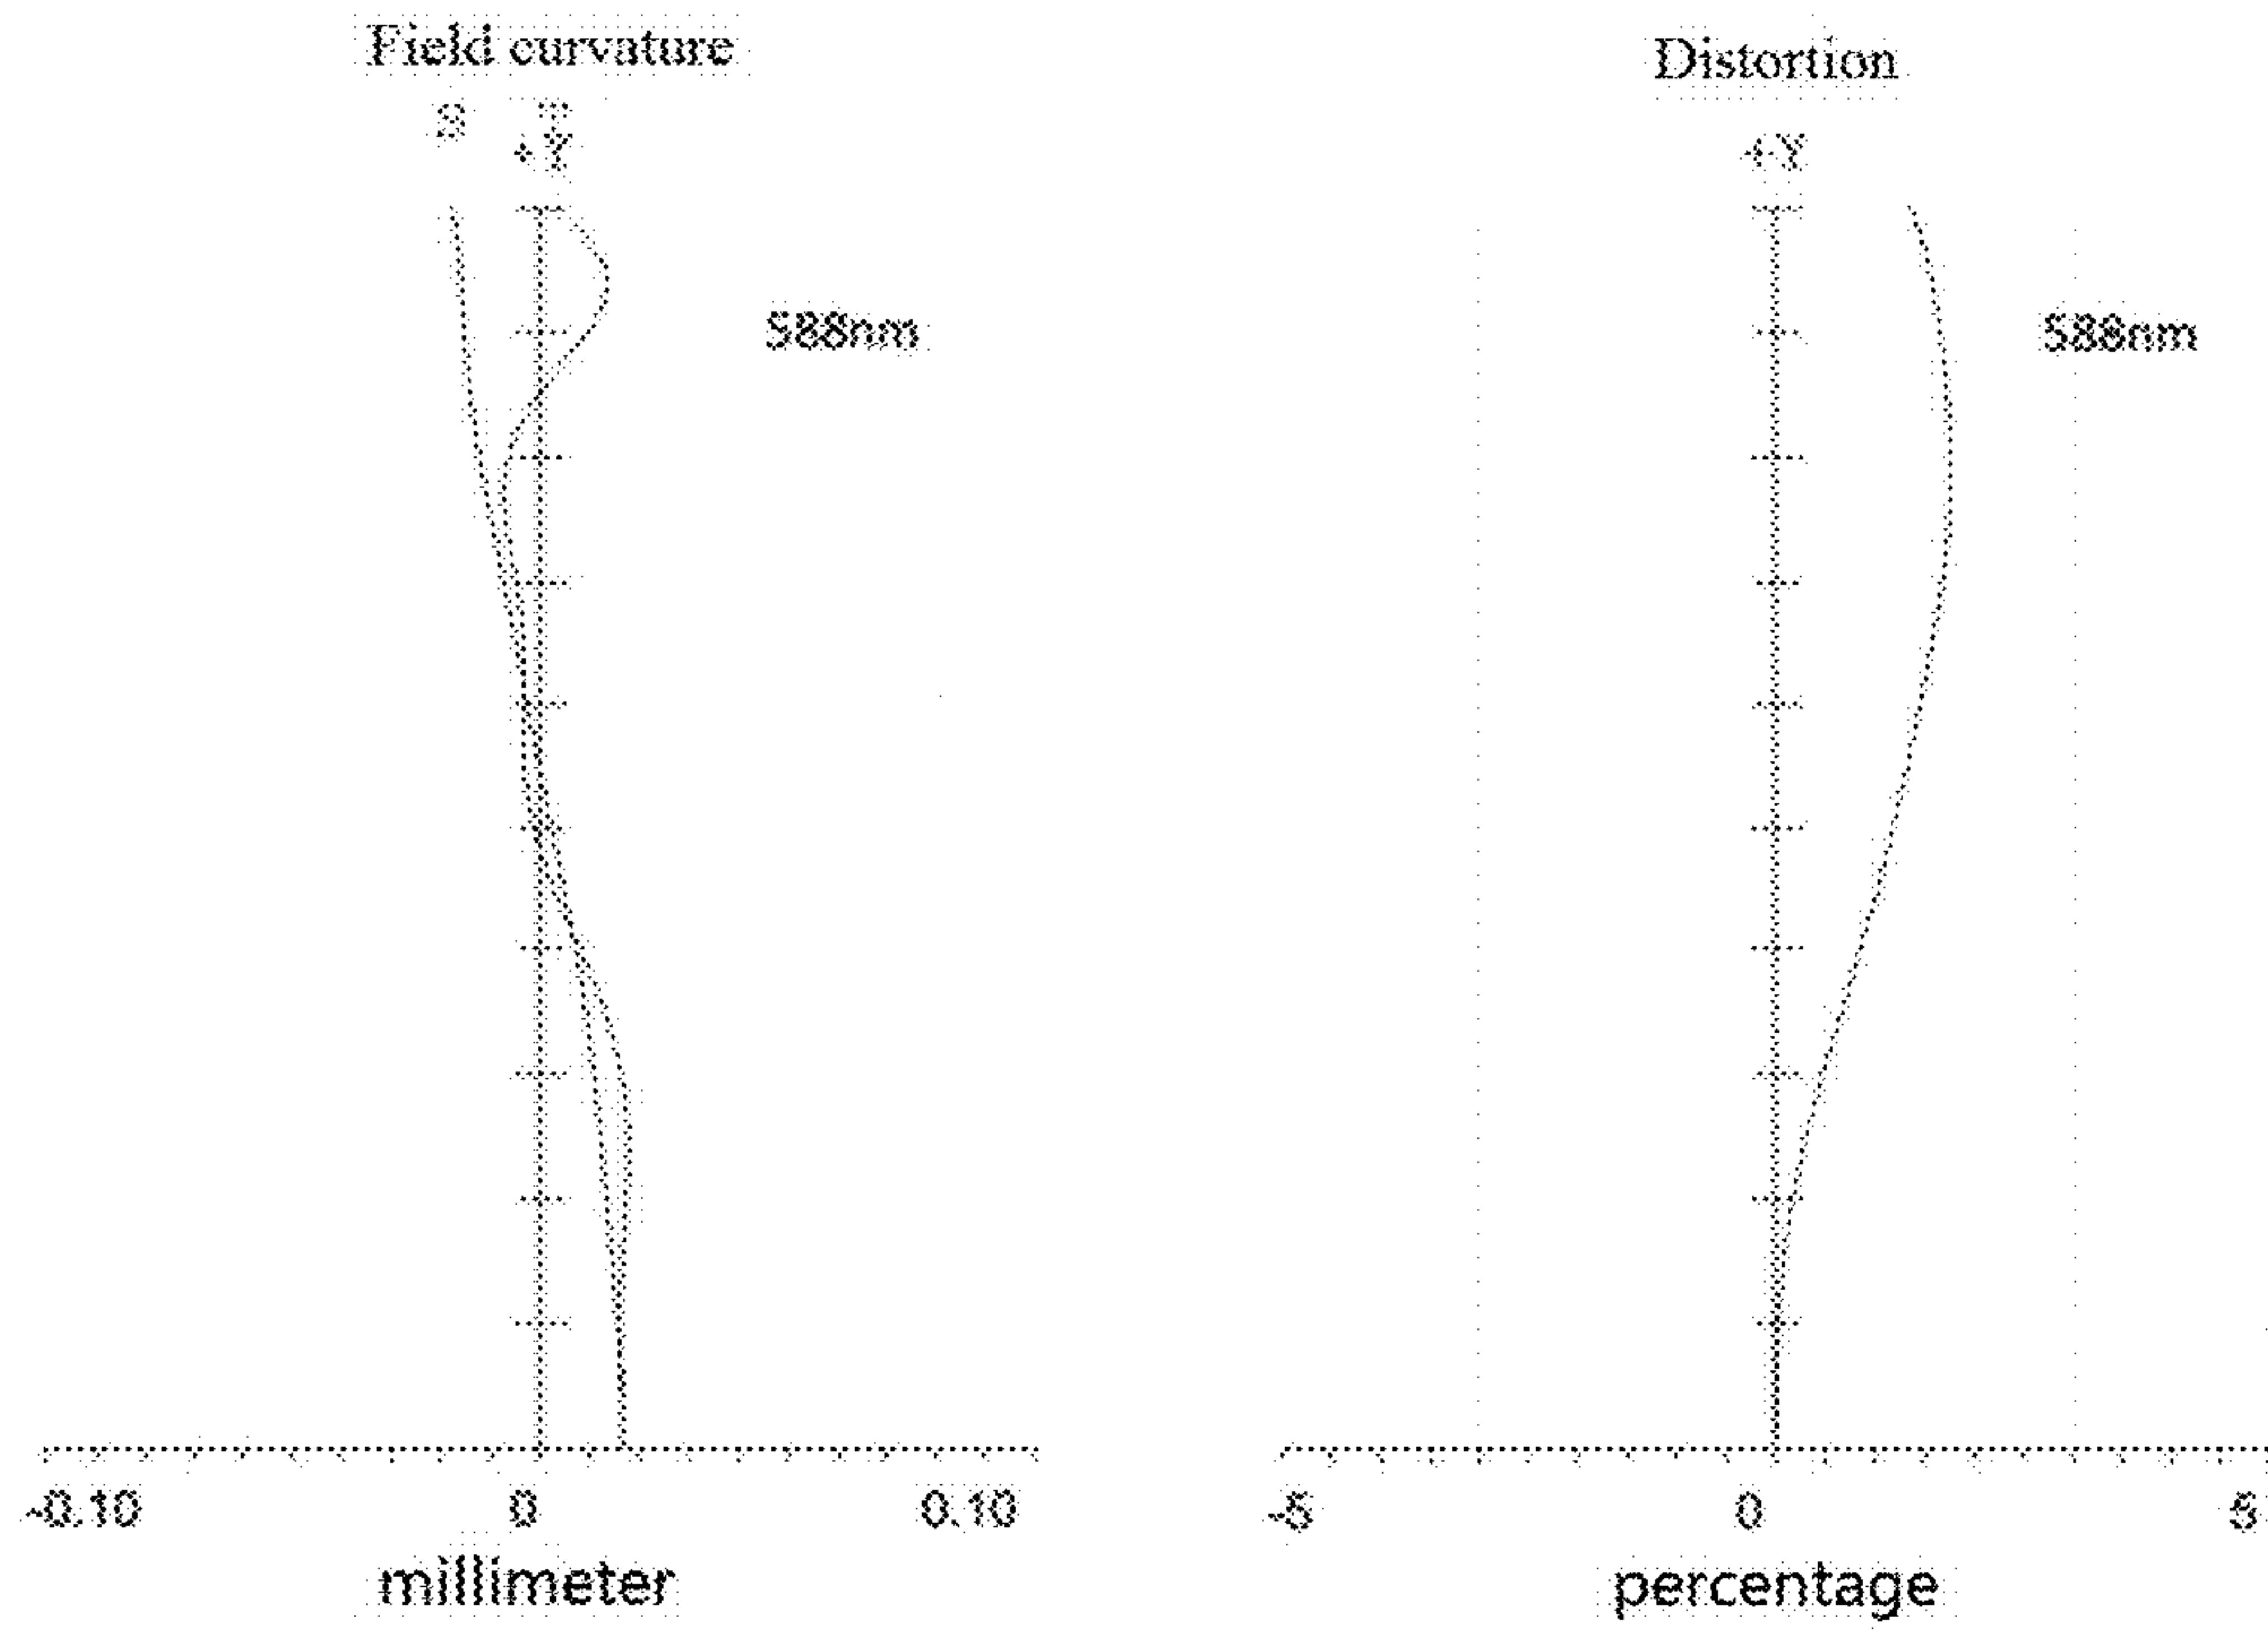 Field curvature
S T
+Y
588nm
-0.10 0 0.10
millimeter
Distortion
+Y
588nm
-5 0 5
percentage